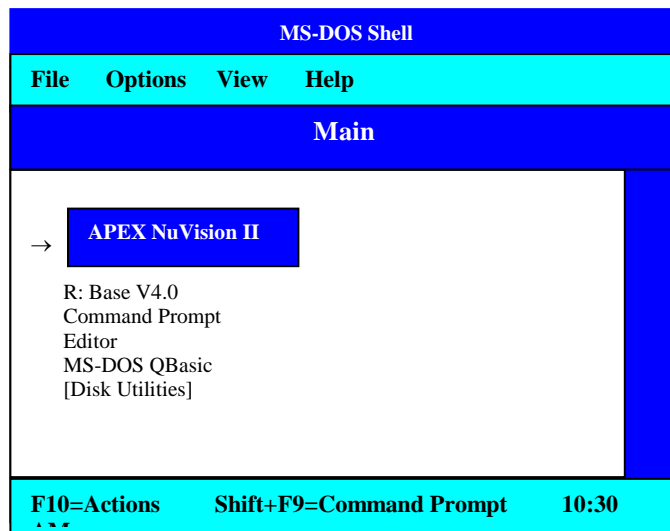 MS-DOS Shell
File Options View Help
Main
→ APEX NuVision II
R: Base V4.0
Command Prompt
Editor
MS-DOS QBasic
[Disk Utilities]
F10=Actions Shift+F9=Command Prompt 10:30
AM